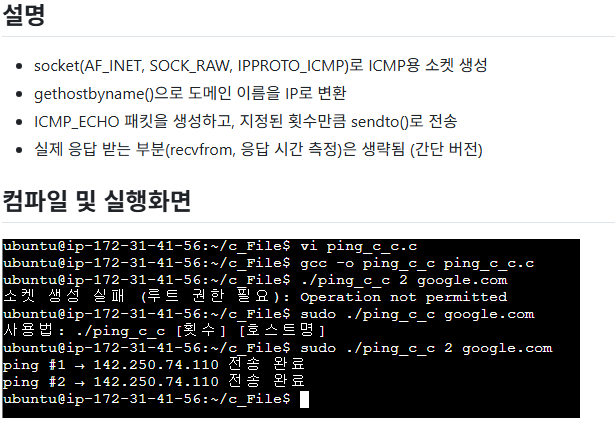 설명
socket(AF_INET, SOCK_RAW, IPPROTO_ICMP)로 ICMP용 소켓 생성
gethostbyname()으로 도메인 이름을 IP로 변환
ICMP_ECHO 패킷을 생성하고, 지정된 횟수만큼 sendto()로 전송
실제 응답 받는 부분(recvfrom, 응답 시간 측정)은 생략됨 (간단 버전)
컴파일 및 실행화면
ubuntu@ip-172-31-41-56:~/c_File$ vi ping_c_c.c
ubuntu@ip-172-31-41-56:~/c_File$ gcc -o ping_c_c ping_c_c.c
ubuntu@ip-172-31-41-56:~/c_File$ ./ping_c_c 2 google.com
소켓 생성 실패 (루트 권한 필요): Operation not permitted
ubuntu@ip-172-31-41-56:~/c_File$ sudo ./ping_c_c google.com
사용법: ./ping_c_c [횟수] [호스트명]
ubuntu@ip-172-31-41-56:~/c_File$ sudo ./ping_c_c 2 google.com
ping #1 → 142.250.74.110 전송 완료
ping #2 → 142.250.74.110 전송 완료
ubuntu@ip-172-31-41-56:~/c_File$